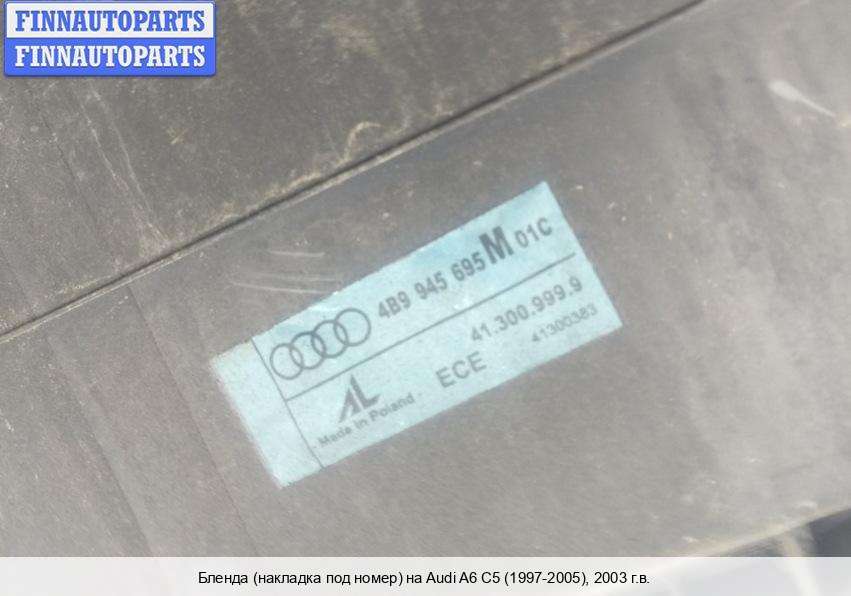 FINNAUTOPARTS
FINNAUTOPARTS
4B9 945 695 M 01C
41.300.999.9
AL ECE 41300383
Made in Poland
Бленда (накладка под номер) на Audi A6 C5 (1997-2005), 2003 г.в.